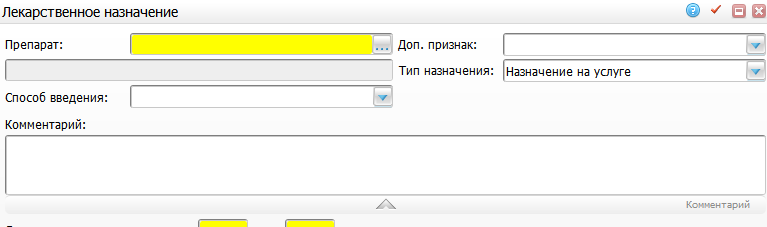 Лекарственное назначение
Препарат: ... Доп. признак:
Тип назначения: Назначение на услуге
Способ введения:
Комментарий:
Комментарий